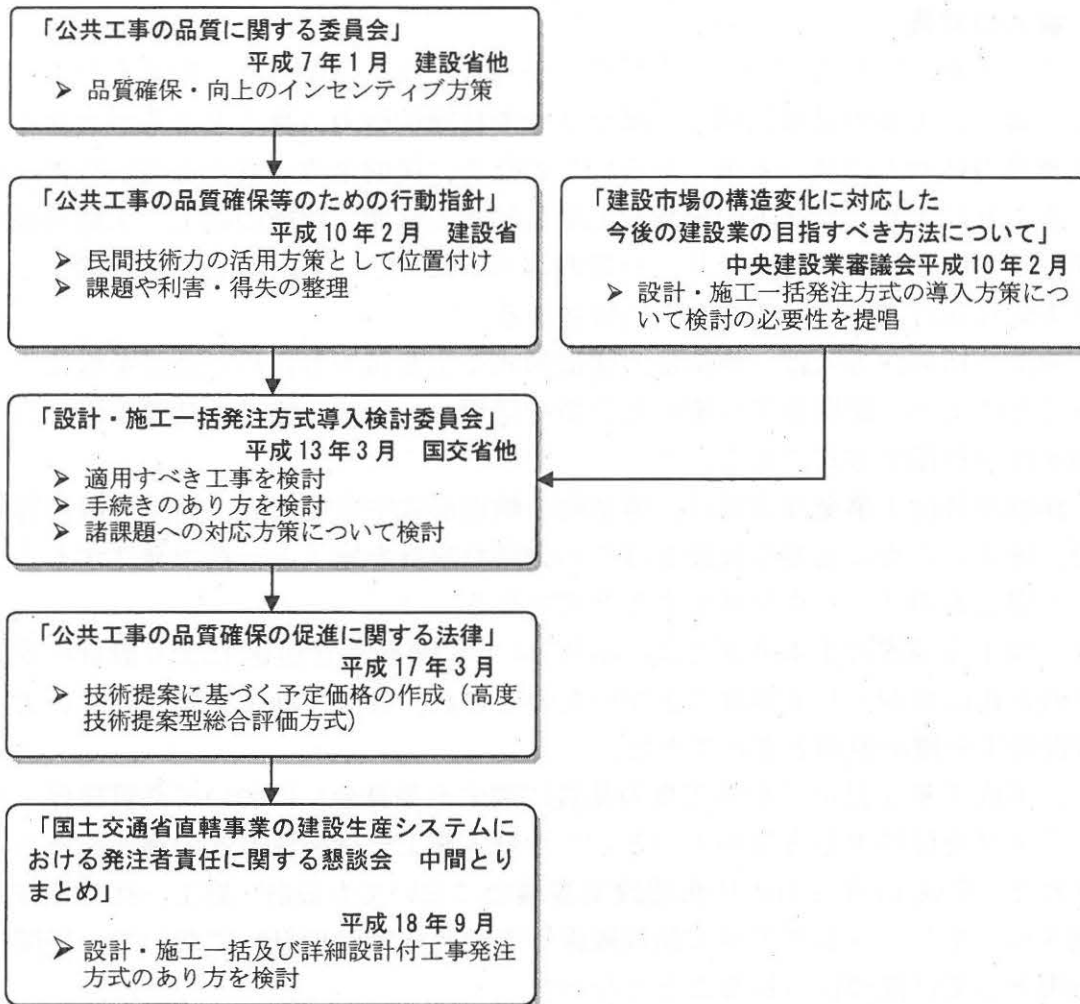 「公共工事の品質に関する委員会」
平成7年1月 建設省他
➢ 品質確保・向上のインセンティブ方策
「公共工事の品質確保等のための行動指針」
平成10年2月 建設省
➢ 民間技術力の活用方策として位置付け
➢ 課題や利害・得失の整理
「建設市場の構造変化に対応した
今後の建設業の目指すべき方法について」
中央建設業審議会平成10年2月
➢ 設計・施工一括発注方式の導入方策につ
いて検討の必要性を提唱
「設計・施工一括発注方式導入検討委員会」
平成13年3月 国交省他
➢ 適用すべき工事を検討
➢ 手続きのあり方を検討
➢ 諸課題への対応方策について検討
「公共工事の品質確保の促進に関する法律」
平成17年3月
➢ 技術提案に基づく予定価格の作成（高度
技術提案型総合評価方式）
「国土交通省直轄事業の建設生産システムに
おける発注者責任に関する懇談会 中間とり
まとめ」
平成18年9月
➢ 設計・施工一括及び詳細設計付工事発注
方式のあり方を検討